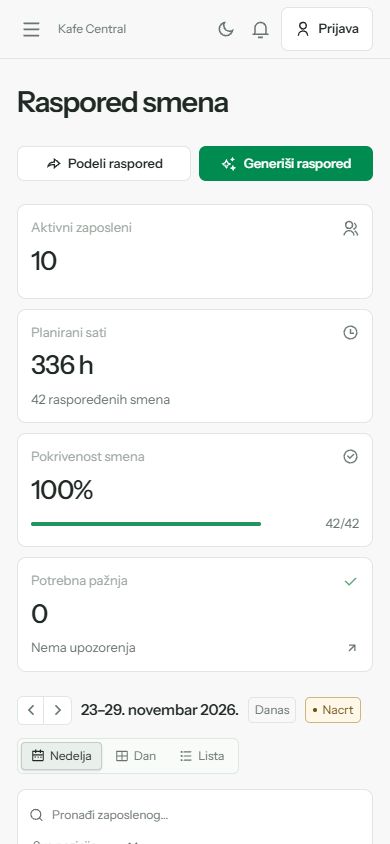 Kafe Central
Prijava
Raspored smena
Podeli raspored
Generiši raspored
Aktivni zaposleni
10
Planirani sati
336 h
42 raspoređenih smena
Pokrivenost smena
100%
42/42
Potrebna pažnja
0
Nema upozorenja
23–29. novembar 2026.
Danas
Nacrt
Nedelja
Dan
Lista
Pronađi zaposlenog...